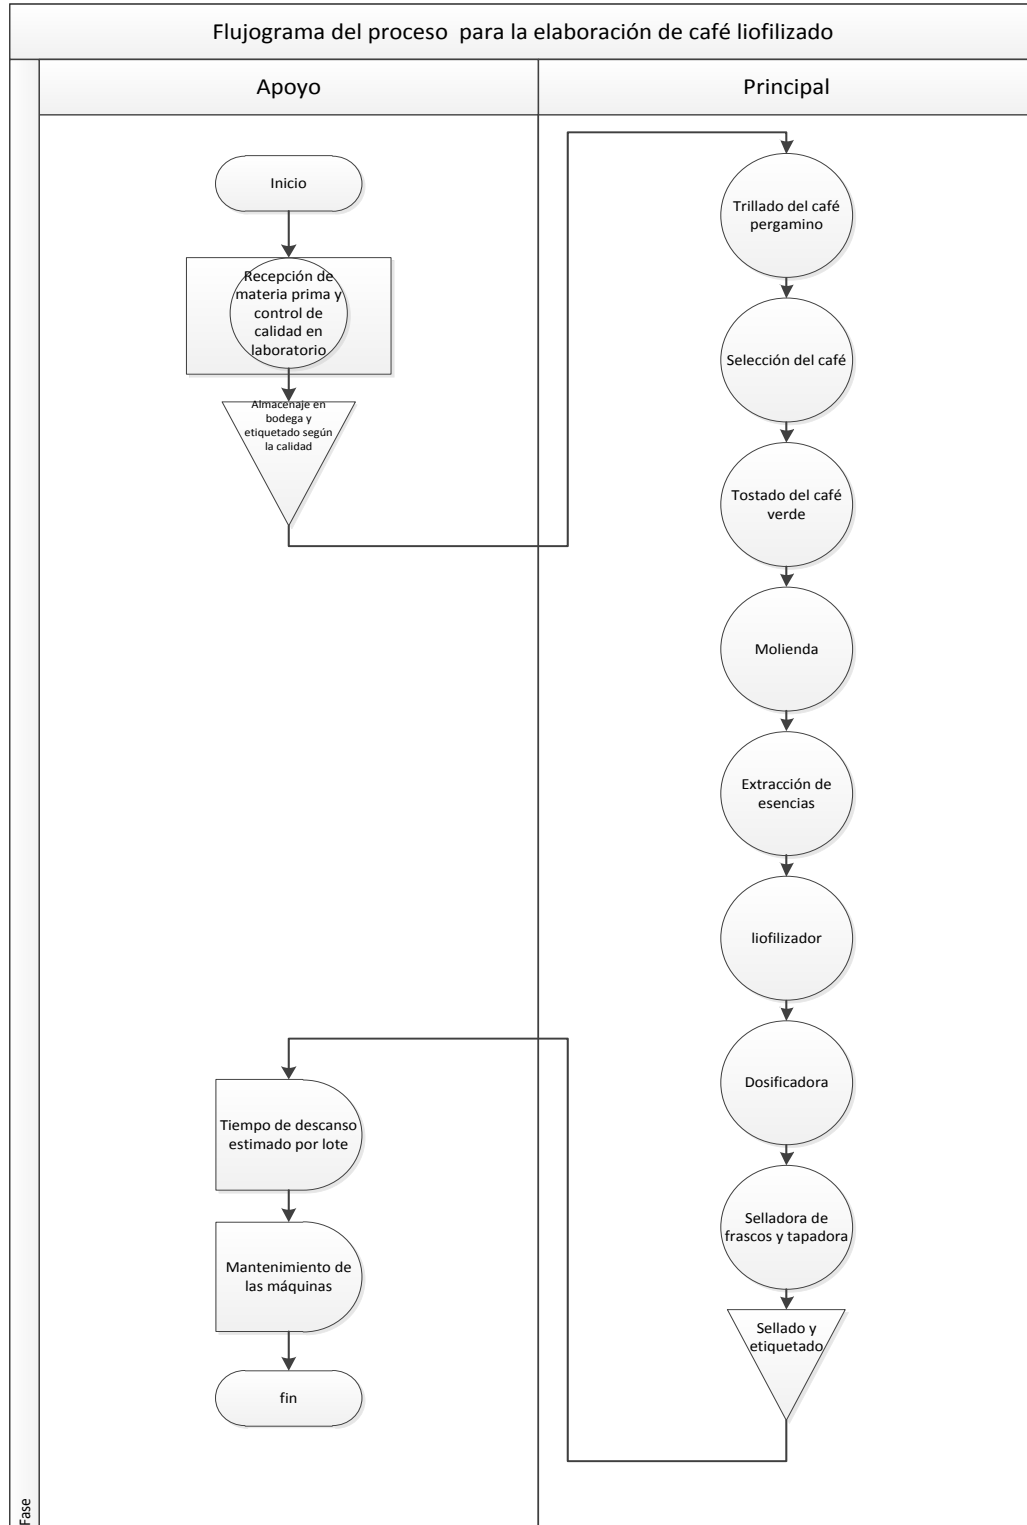 Flujograma del proceso para la elaboración de café liofilizado
Apoyo
Principal
Inicio
Recepción de
materia prima y
control de
calidad en
laboratorio
Almacenaje en
bodega y
etiquetado según
la calidad
Trillado del café
pergamino
Selección del café
Tostado del café
verde
Molienda
Extracción de
esencias
liofilizador
Dosificadora
Selladora de
frascos y tapadora
Sellado y
etiquetado
Tiempo de descanso
estimado por lote
Mantenimiento de
las máquinas
fin
Fase